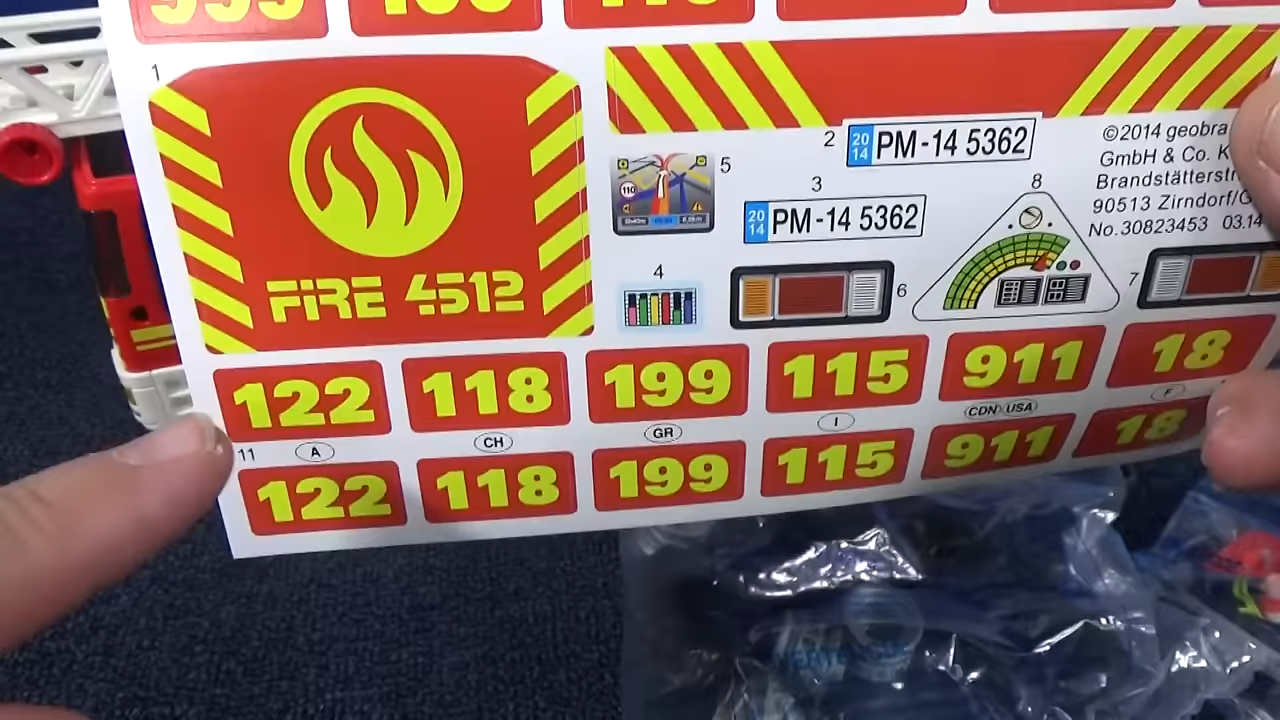 1
FIRE 4512
2
20 14 PM-14 5362
5
110
3
20 14 PM-14 5362
8
©2014 geobra
GmbH & Co. K
Brandstätterstr
90513 Zirndorf/G
No.30823453 03.14
4
6
7
122 118 199 115 911 18
11 A CH GR I CDN USA F
122 118 199 115 911 18